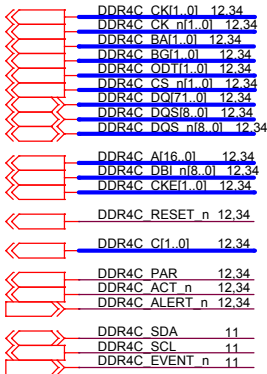 DDR4C_CK[1..0] 12,34
DDR4C_CK_n[1..0] 12,34
DDR4C_BA[1..0] 12,34
DDR4C_BG[1..0] 12,34
DDR4C_ODT[1..0] 12,34
DDR4C_CS_n[1..0] 12,34
DDR4C_DQ[71..0] 12,34
DDR4C_DQS[8..0] 12,34
DDR4C_DQS_n[8..0] 12,34
DDR4C_A[16..0] 12,34
DDR4C_DBI_n[8..0] 12,34
DDR4C_CKE[1..0] 12,34
DDR4C_RESET_n 12,34
DDR4C_C[1..0] 12,34
DDR4C_PAR 12,34
DDR4C_ACT_n 12,34
DDR4C_ALERT_n 12,34
DDR4C_SDA 11
DDR4C_SCL 11
DDR4C_EVENT_n 11